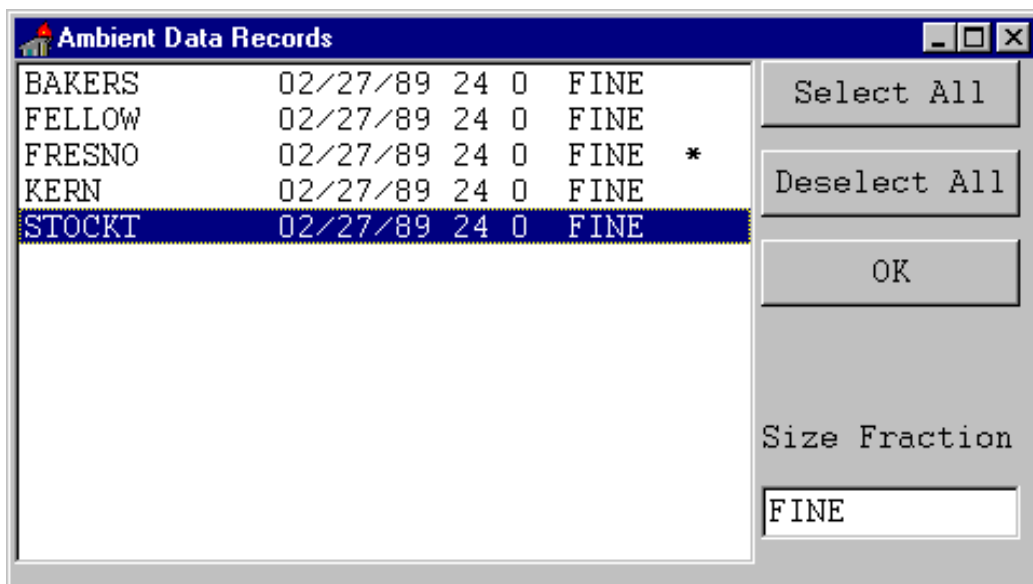 Ambient Data Records
BAKERS 02/27/89 24 0 FINE
FELLOW 02/27/89 24 0 FINE
FRESNO 02/27/89 24 0 FINE *
KERN 02/27/89 24 0 FINE
STOCKT 02/27/89 24 0 FINE
Select All
Deselect All
OK
Size Fraction
FINE